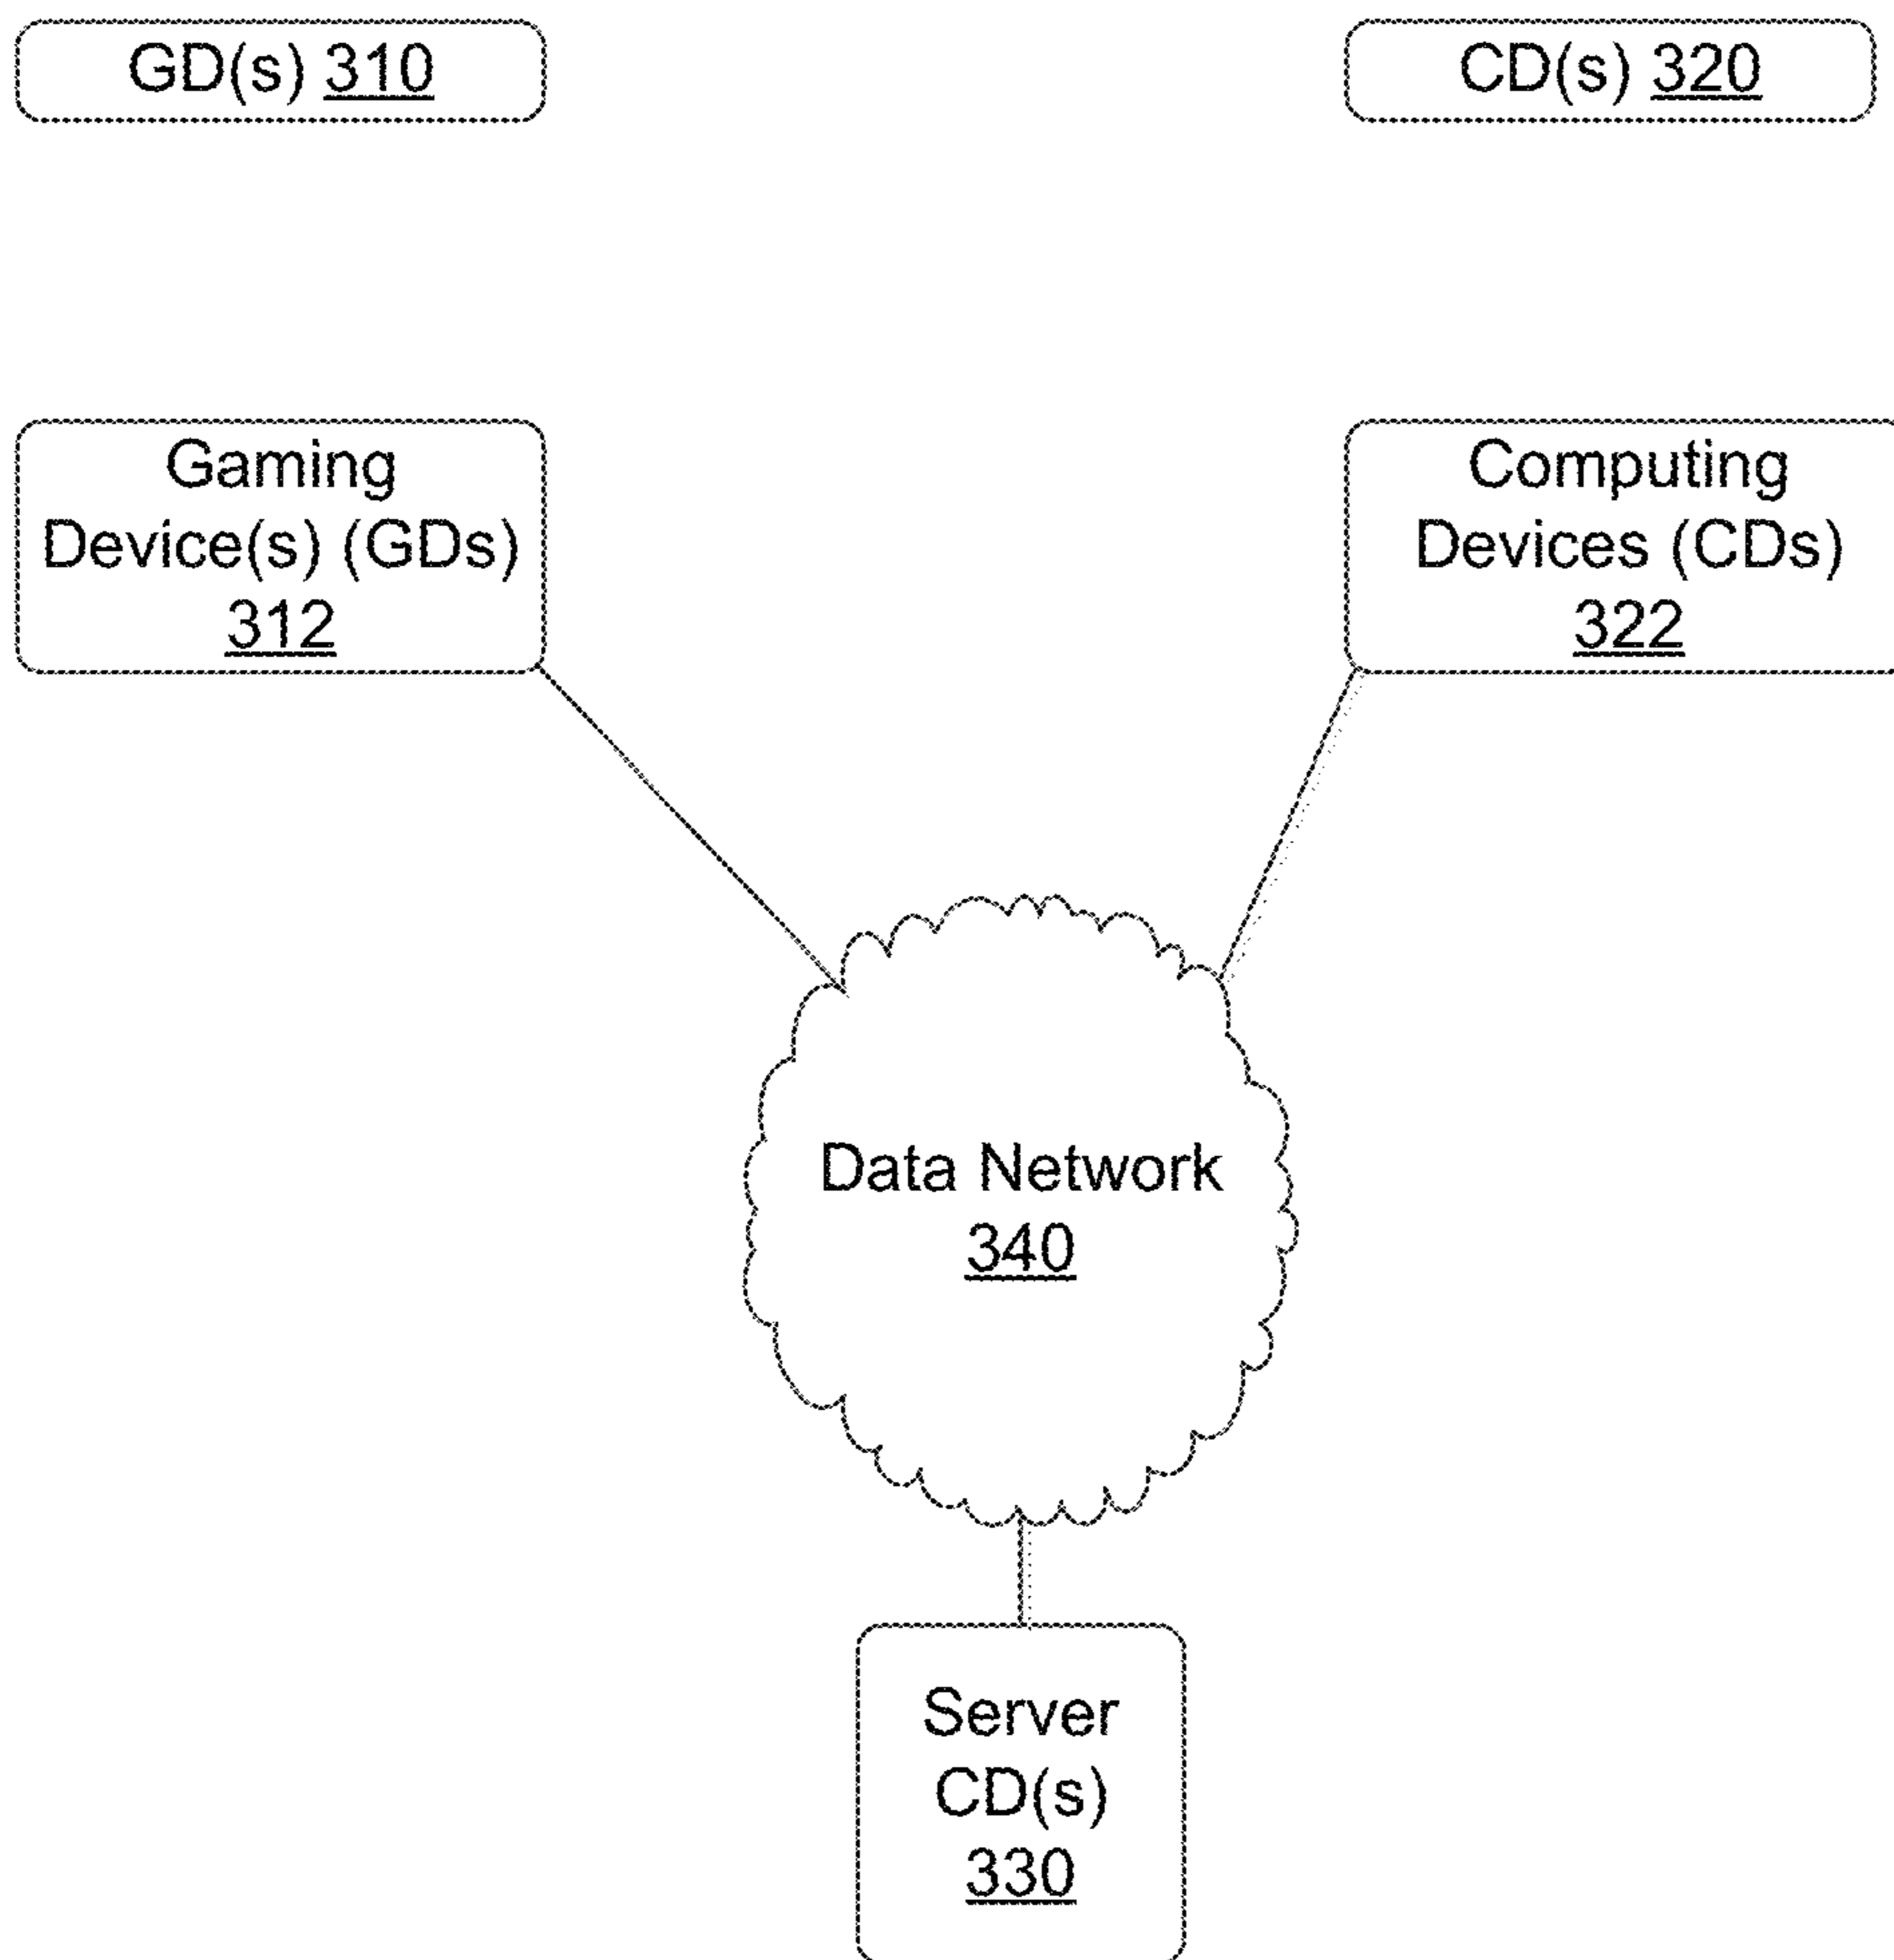 GD(s) 310
CD(s) 320
Gaming
Device(s) (GDs)
312
Computing
Devices (CDs)
322
Data Network
340
Server
CD(s)
330